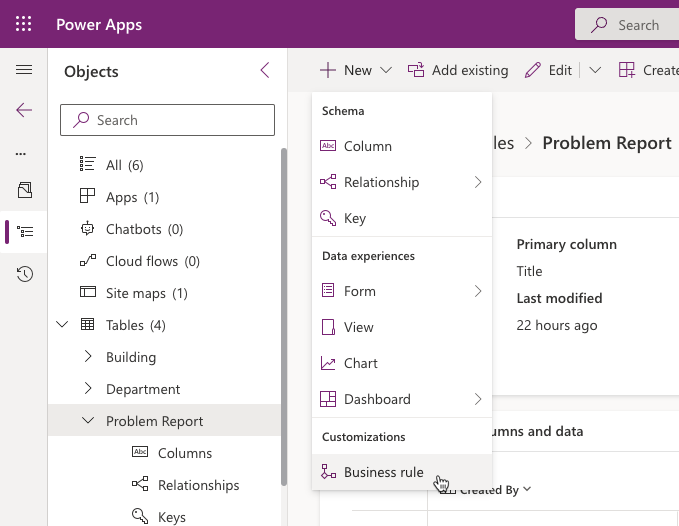 Power Apps
Search
Objects
New
Add existing
Edit
Create
Search
All (6)
Apps (1)
Chatbots (0)
Cloud flows (0)
Site maps (1)
Tables (4)
Building
Department
Problem Report
Abc Columns
Relationships
Keys
Schema
Abc Column
Relationship
Key
Data experiences
Form
View
Chart
Dashboard
Customizations
Business rule
les > Problem Report
Primary column
Title
Last modified
22 hours ago
umns and data
Created By